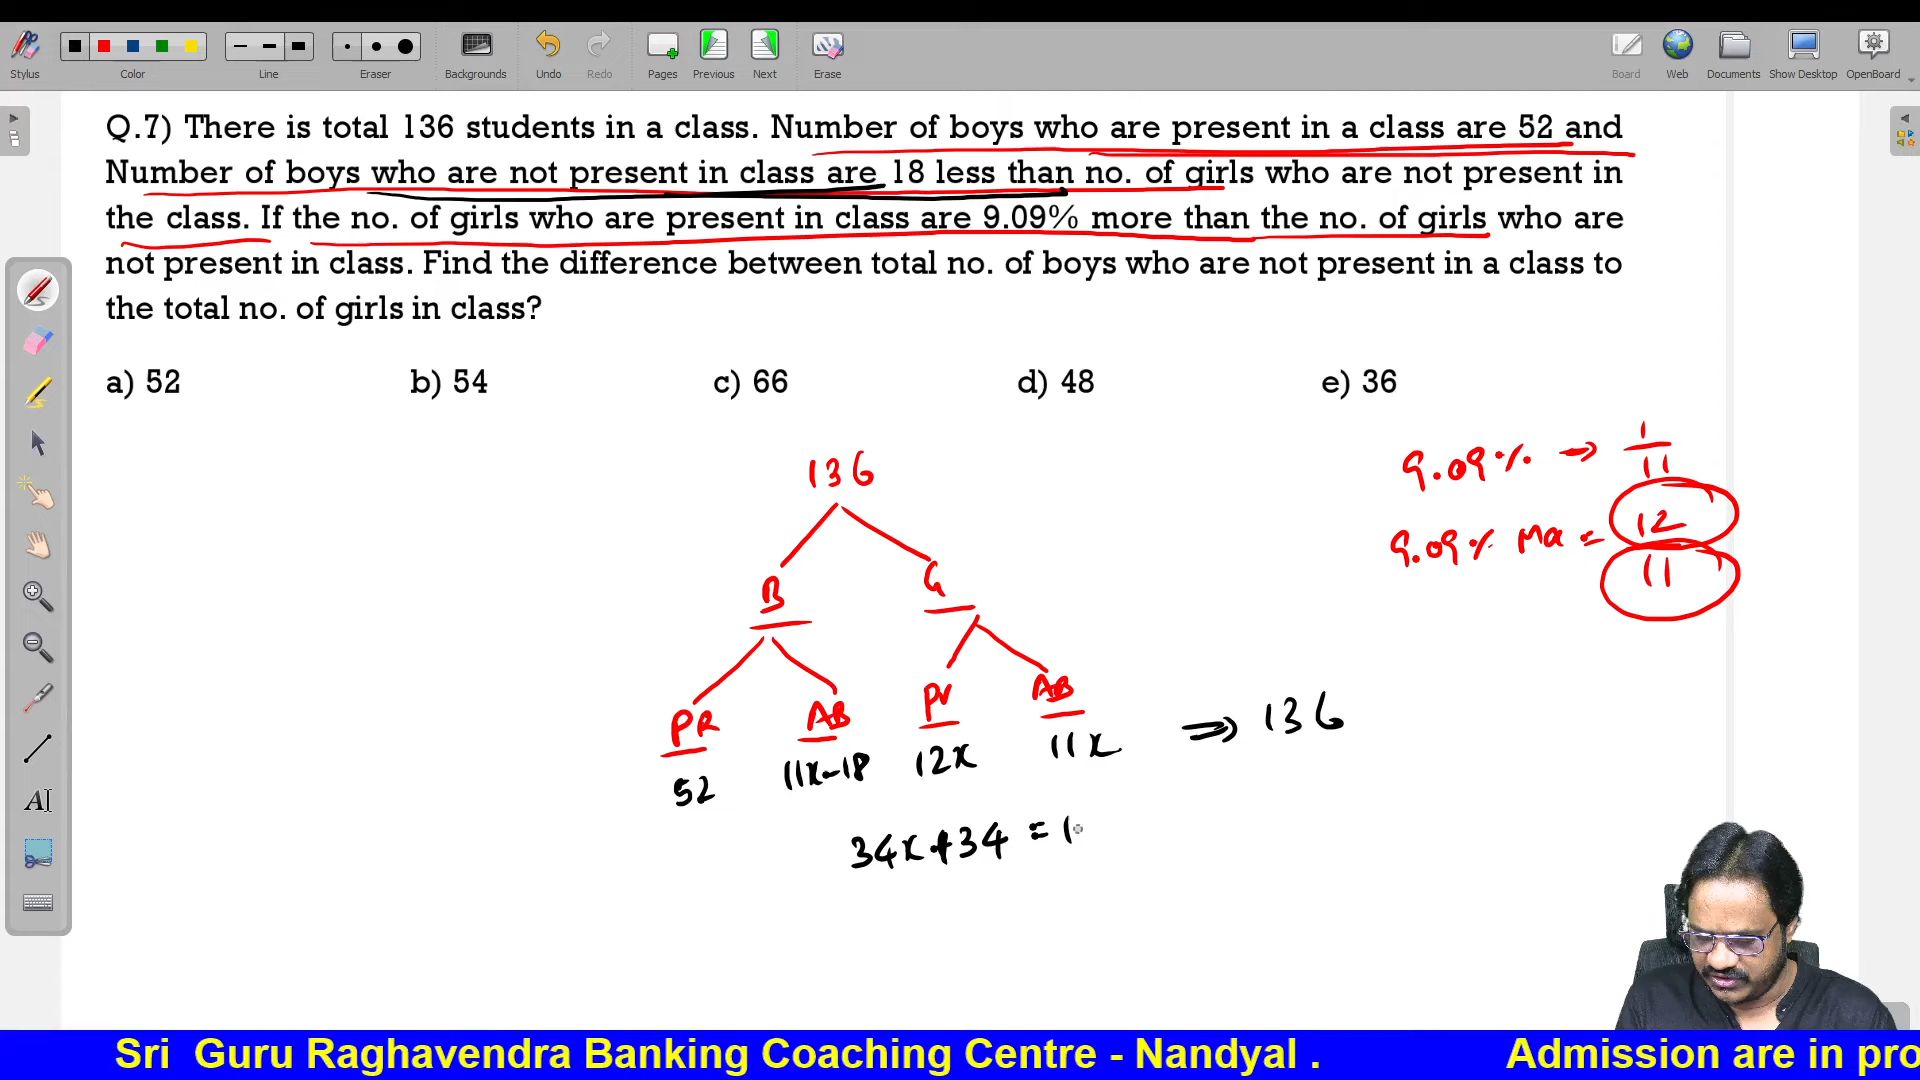 Stylus Color Line Eraser Backgrounds Undo Redo Pages Previous Next Erase Board Web Documents Show Desktop OpenBoard
Q.7) There is total 136 students in a class. Number of boys who are present in a class are 52 and
Number of boys who are not present in class are 18 less than no. of girls who are not present in
the class. If the no. of girls who are present in class are 9.09% more than the no. of girls who are
not present in class. Find the difference between total no. of boys who are not present in a class to
the total no. of girls in class?
a) 52 b) 54 c) 66 d) 48 e) 36
9.09% → 1/11
136
9.09% = 12/11
B G
PR AB Pr AB
52 11x-18 12x 11x ⇒ 136
34x+34 = 1
Sri Guru Raghavendra Banking Coaching Centre - Nandyal . Admission are in pro